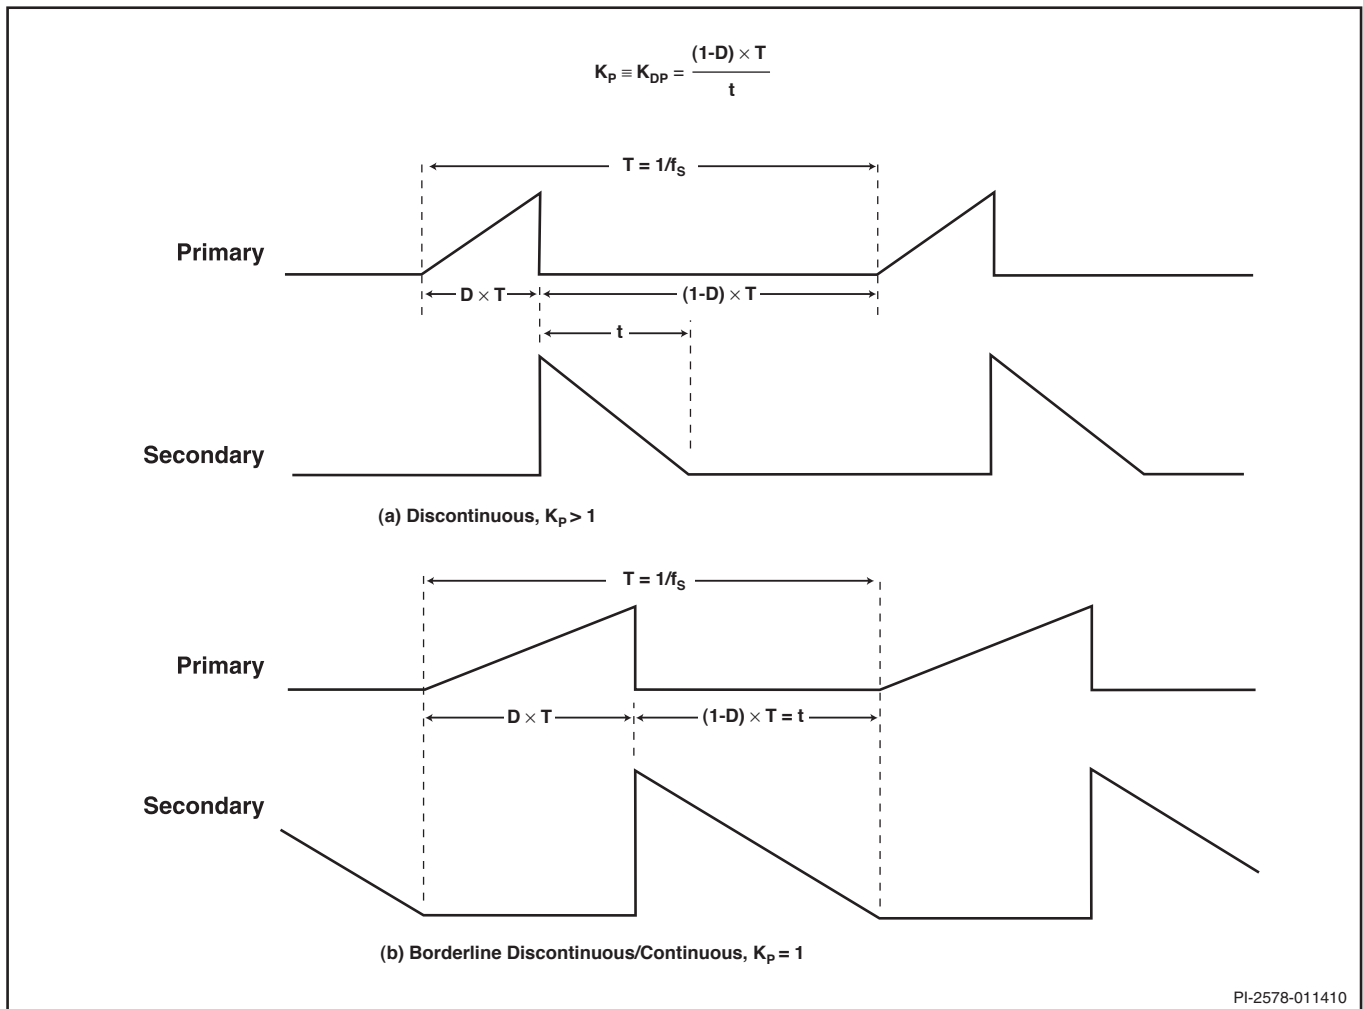 K_P ≡ K_DP = (1-D) × T / t
T = 1/f_S
Primary
D × T
(1-D) × T
t
Secondary
(a) Discontinuous, K_P > 1
T = 1/f_S
Primary
D × T
(1-D) × T = t
Secondary
(b) Borderline Discontinuous/Continuous, K_P = 1
PI-2578-011410